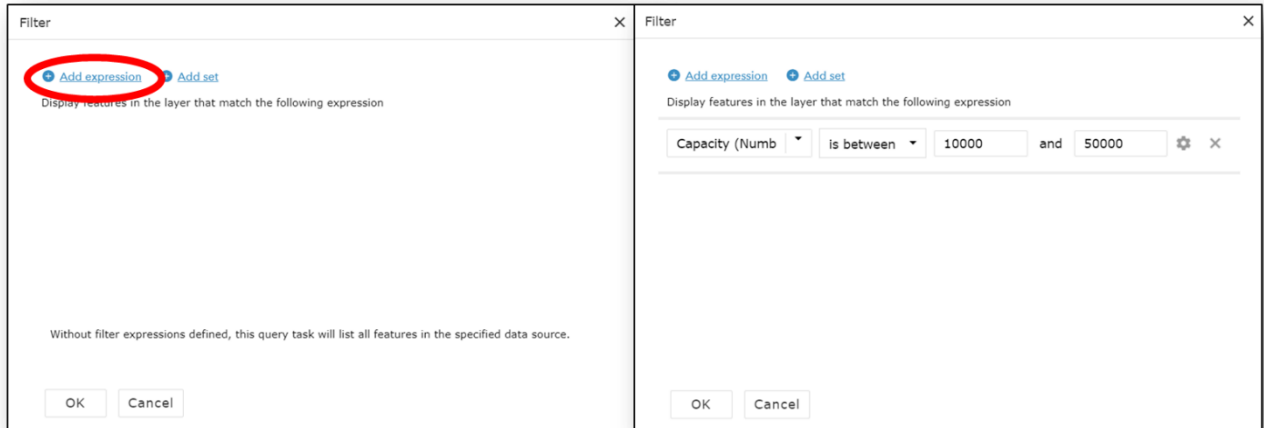 Filter
Add expression Add set
Display features in the layer that match the following expression
Without filter expressions defined, this query task will list all features in the specified data source.
OK Cancel
Filter
Add expression Add set
Display features in the layer that match the following expression
Capacity (Numb is between 10000 and 50000
OK Cancel